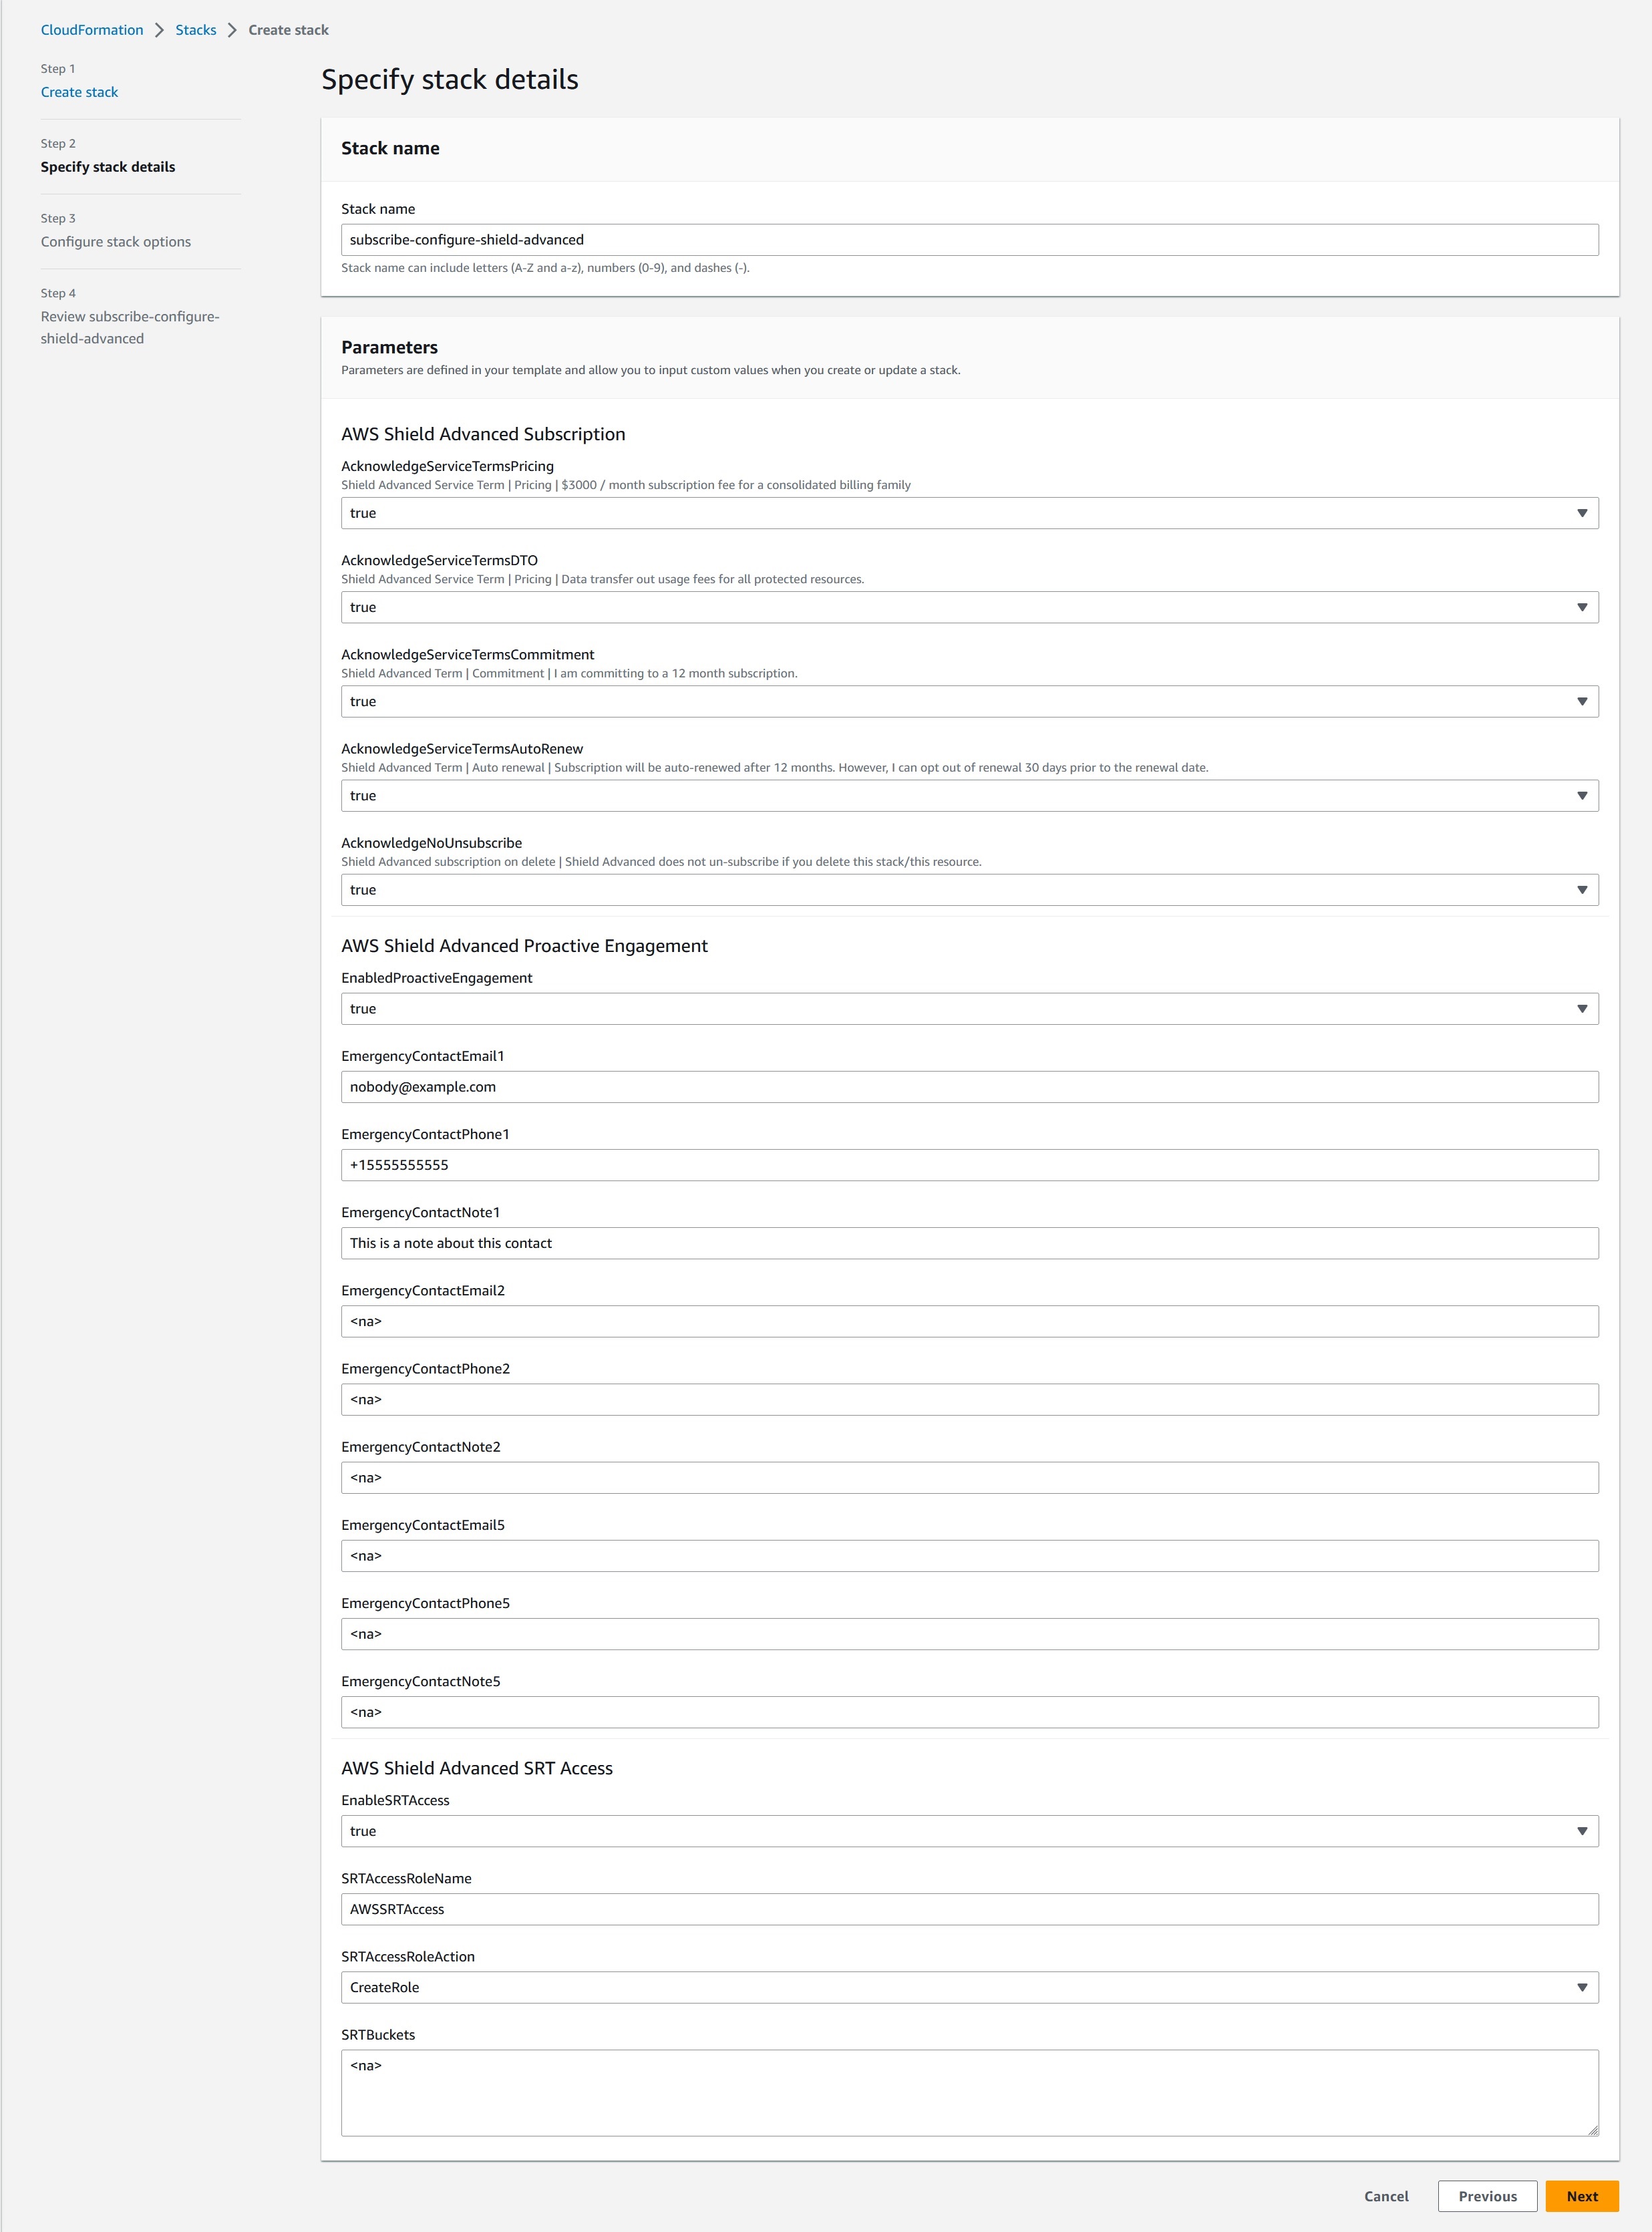 CloudFormation > Stacks > Create stack
Step 1
Create stack
Step 2
Specify stack details
Step 3
Configure stack options
Step 4
Review subscribe-configure-
shield-advanced
Specify stack details
Stack name
Stack name
subscribe-configure-shield-advanced
Stack name can include letters (A-Z and a-z), numbers (0-9), and dashes (-).
Parameters
Parameters are defined in your template and allow you to input custom values when you create or update a stack.
AWS Shield Advanced Subscription
AcknowledgeServiceTermsPricing
Shield Advanced Service Term | Pricing | $3000 / month subscription fee for a consolidated billing family
true
AcknowledgeServiceTermsDTO
Shield Advanced Service Term | Pricing | Data transfer out usage fees for all protected resources.
true
AcknowledgeServiceTermsCommitment
Shield Advanced Term | Commitment | I am committing to a 12 month subscription.
true
AcknowledgeServiceTermsAutoRenew
Shield Advanced Term | Auto renewal | Subscription will be auto-renewed after 12 months. However, I can opt out of renewal 30 days prior to the renewal date.
true
AcknowledgeNoUnsubscribe
Shield Advanced subscription on delete | Shield Advanced does not un-subscribe if you delete this stack/this resource.
true
AWS Shield Advanced Proactive Engagement
EnabledProactiveEngagement
true
EmergencyContactEmail1
nobody@example.com
EmergencyContactPhone1
+15555555555
EmergencyContactNote1
This is a note about this contact
EmergencyContactEmail2
<na>
EmergencyContactPhone2
<na>
EmergencyContactNote2
<na>
EmergencyContactEmail5
<na>
EmergencyContactPhone5
<na>
EmergencyContactNote5
<na>
AWS Shield Advanced SRT Access
EnableSRTAccess
true
SRTAccessRoleName
AWSSRTAccess
SRTAccessRoleAction
CreateRole
SRTBuckets
<na>
Cancel Previous Next